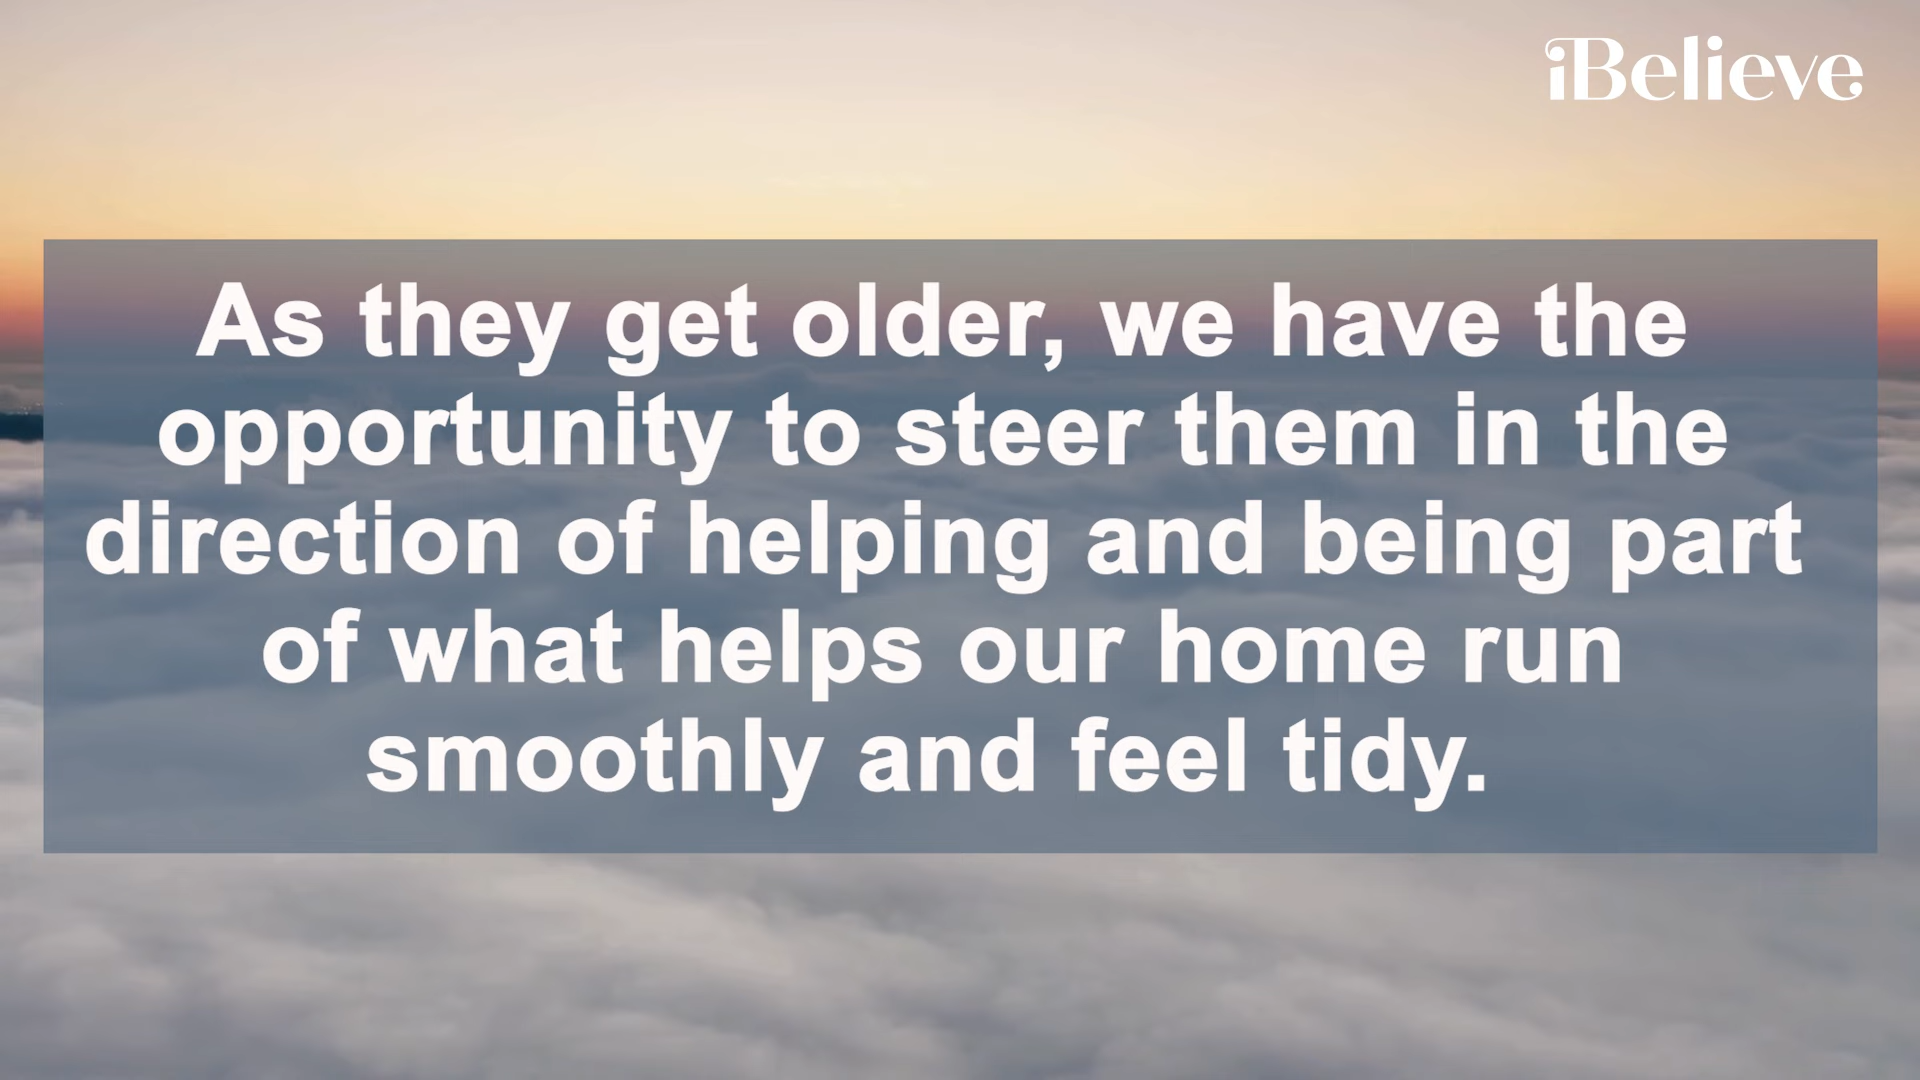 iBelieve
As they get older, we have the
opportunity to steer them in the
direction of helping and being part
of what helps our home run
smoothly and feel tidy.